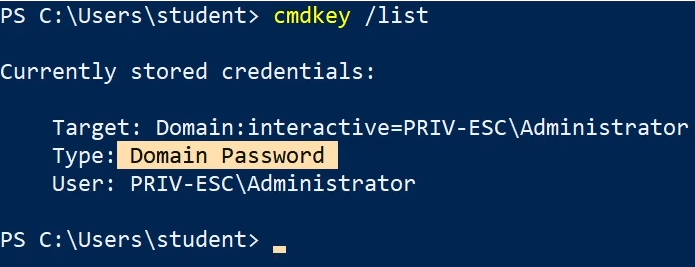 PS C:\Users\student> cmdkey /list
Currently stored credentials:
Target: Domain:interactive=PRIV-ESC\Administrator
Type: Domain Password
User: PRIV-ESC\Administrator
PS C:\Users\student>